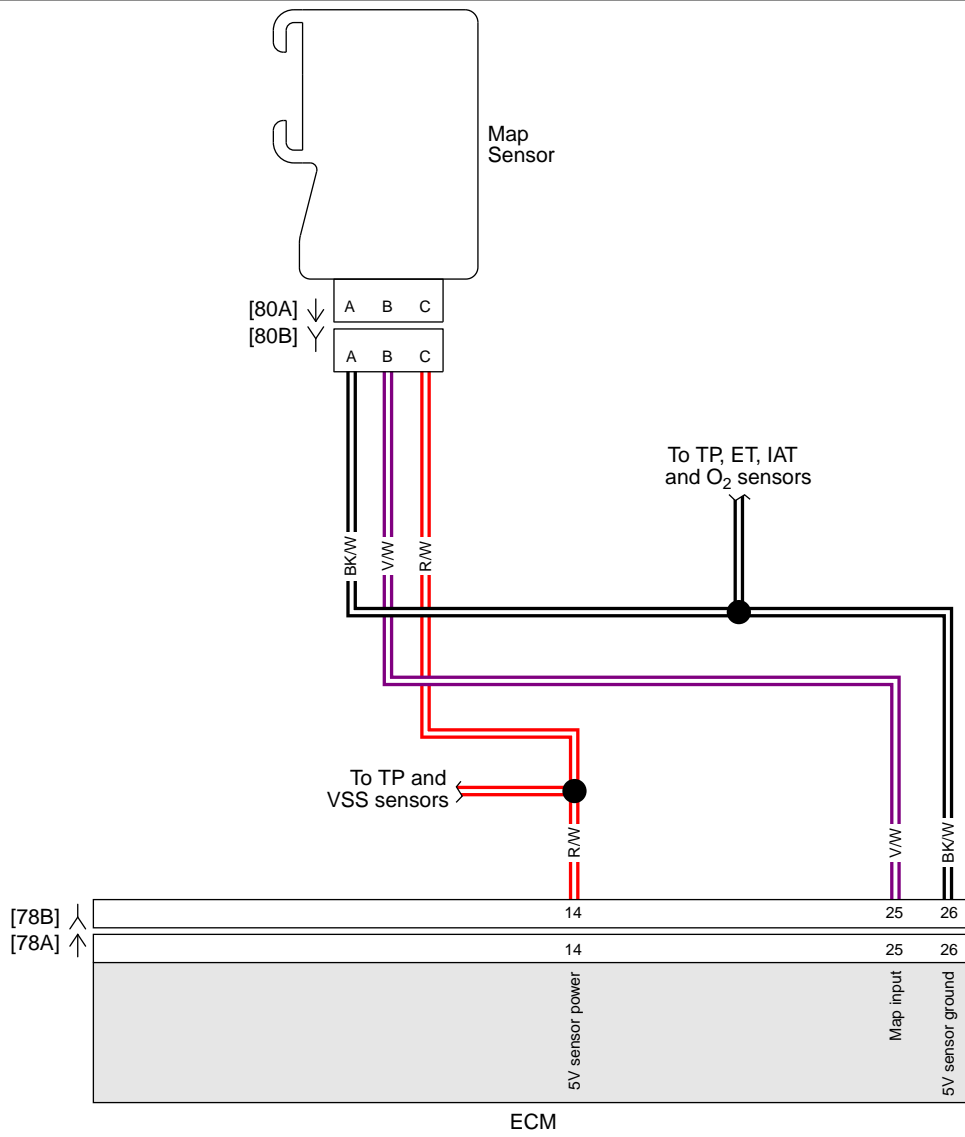 Map
Sensor
[80A]
A B C
[80B]
A B C
To TP, ET, IAT
and O₂ sensors
BK/W
V/W
R/W
To TP and
VSS sensors
R/W
V/W
BK/W
[78B]
14 25 26
[78A]
14 25 26
5V sensor power
Map input
5V sensor ground
ECM